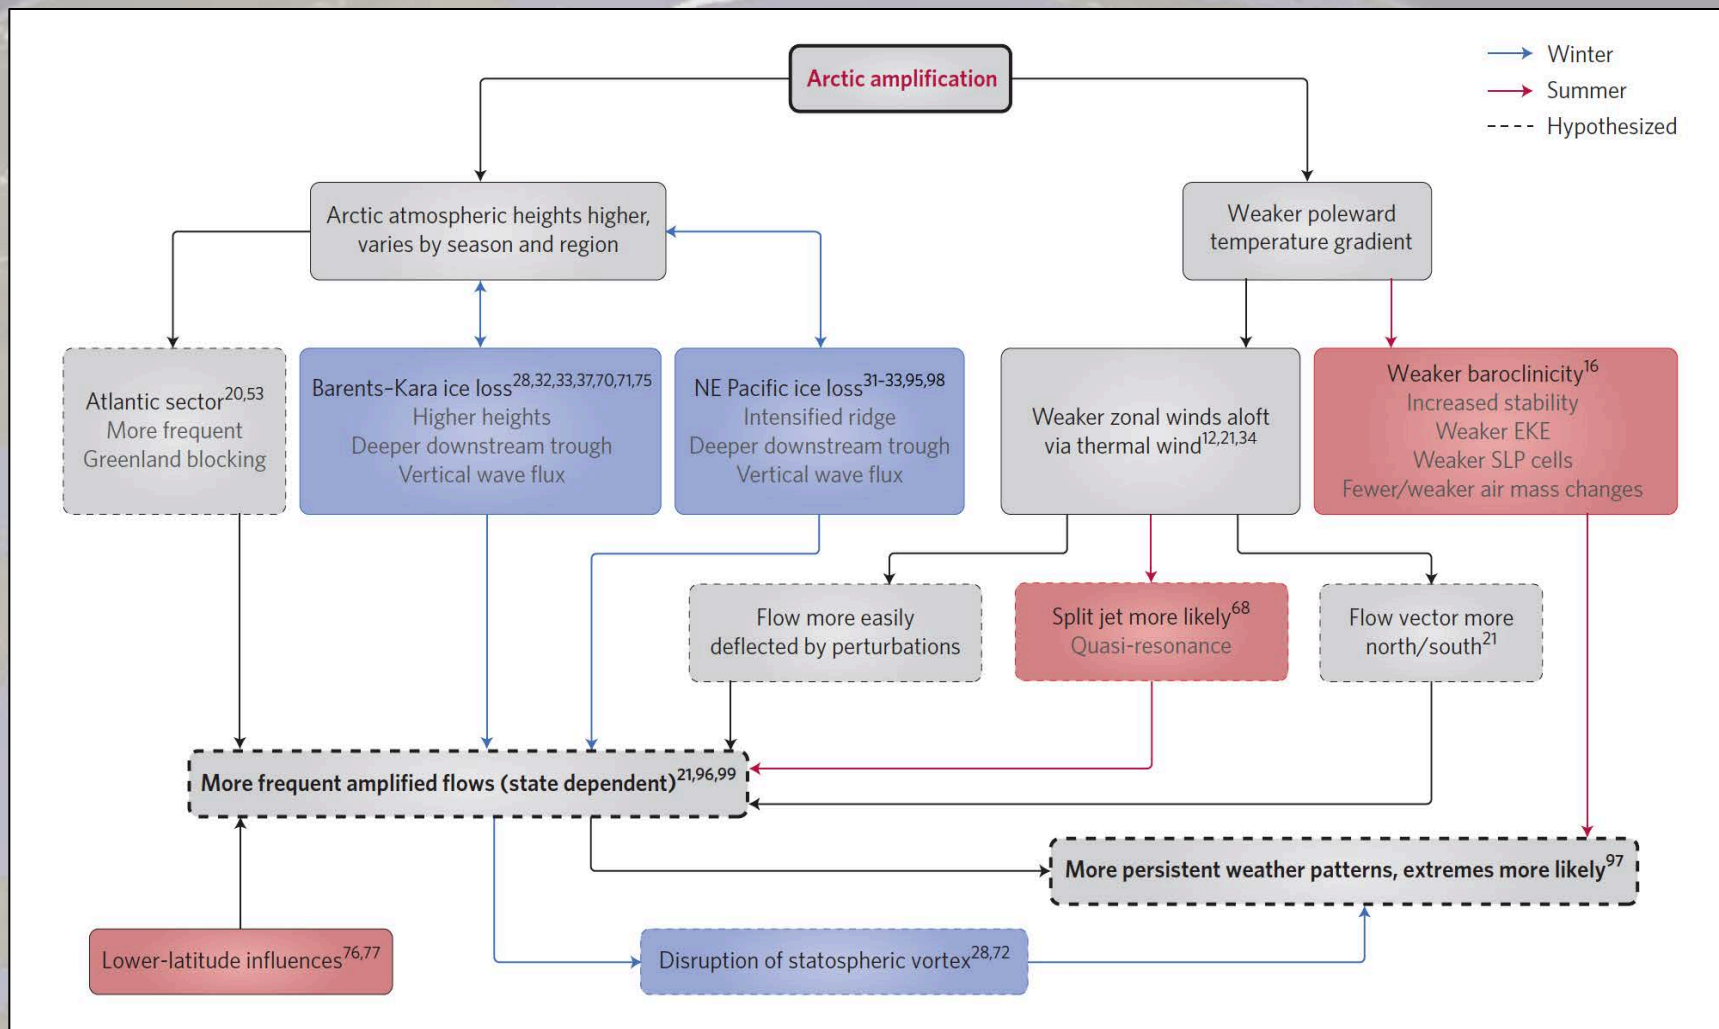 Arctic amplification
Winter
Summer
Hypothesized
Arctic atmospheric heights higher,
varies by season and region
Weaker poleward
temperature gradient
Atlantic sector20,53
More frequent
Greenland blocking
Barents–Kara ice loss28,32,33,37,70,71,75
Higher heights
Deeper downstream trough
Vertical wave flux
NE Pacific ice loss31–33,95,98
Intensified ridge
Deeper downstream trough
Vertical wave flux
Weaker zonal winds aloft
via thermal wind12,21,34
Weaker baroclinicity16
Increased stability
Weaker EKE
Weaker SLP cells
Fewer/weaker air mass changes
Flow more easily
deflected by perturbations
Split jet more likely68
Quasi-resonance
Flow vector more
north/south21
More frequent amplified flows (state dependent)21,96,99
More persistent weather patterns, extremes more likely97
Lower-latitude influences76,77
Disruption of statospheric vortex28,72